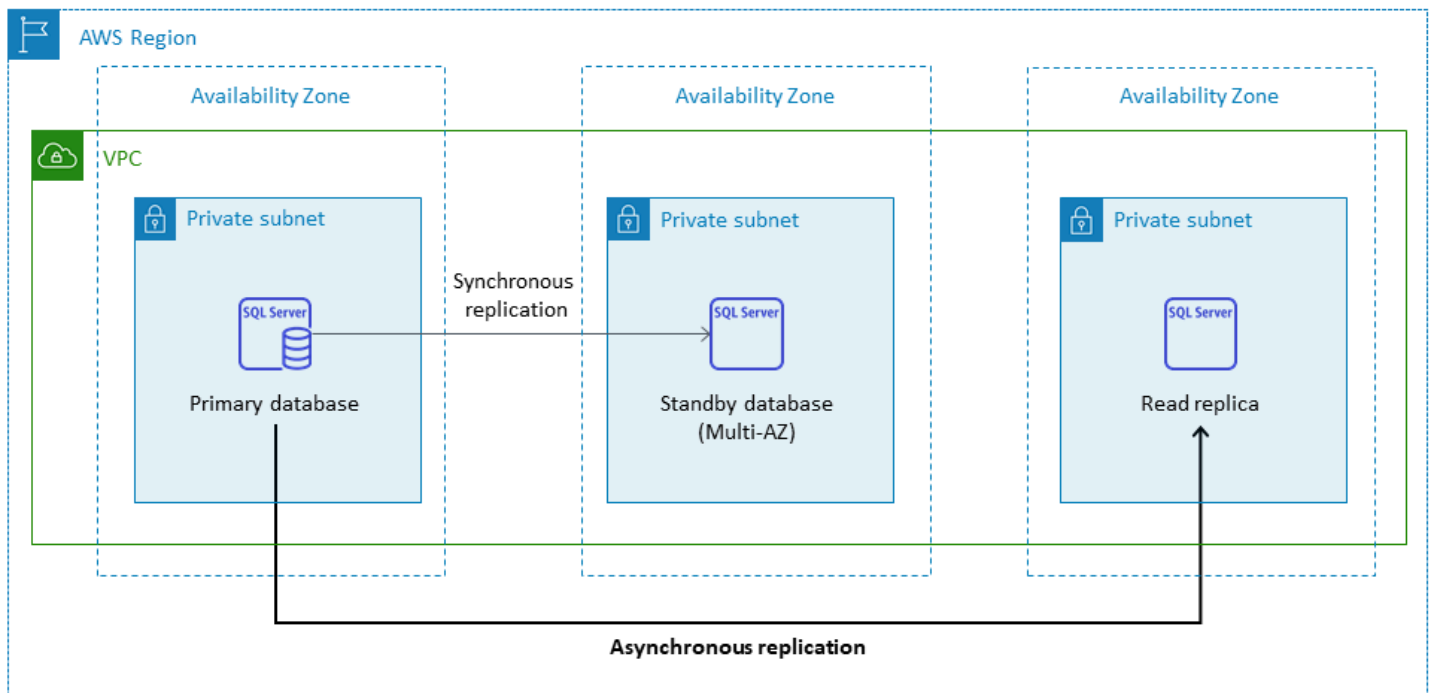 AWS Region
Availability Zone
Availability Zone
Availability Zone
VPC
Private subnet
Private subnet
Private subnet
Synchronous
replication
SQL Server
SQL Server
SQL Server
Primary database
Standby database
(Multi-AZ)
Read replica
Asynchronous replication